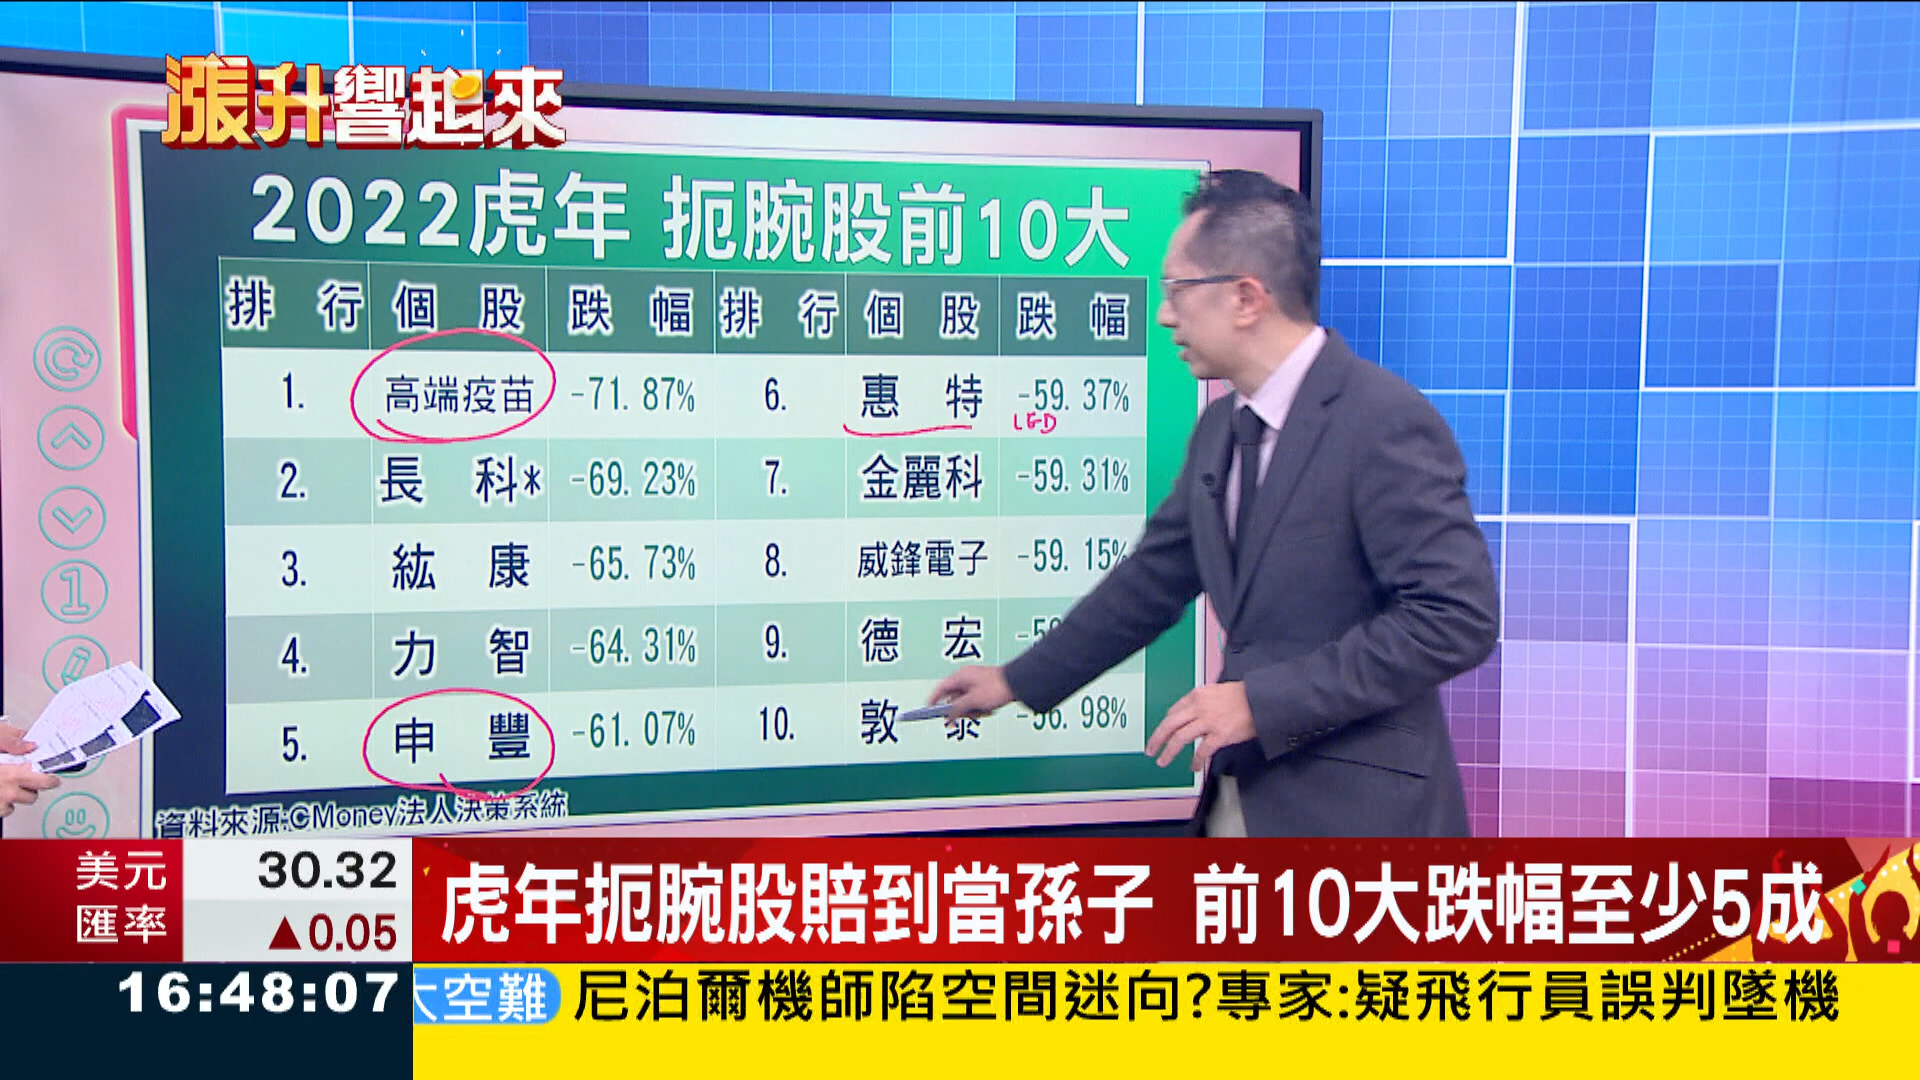 漲升響起來
2022虎年 扼腕股前10大
排行 個股 跌幅 排行 個股 跌幅
1. 高端疫苗 -71.87% 6. 惠特 -59.37%
LED
2. 長科* -69.23% 7. 金麗科 -59.31%
3. 紘康 -65.73% 8. 威鋒電子 -59.15%
4. 力智 -64.31% 9. 德宏
5. 申豐 -61.07% 10. 敦泰 -56.98%
1
資料來源:CMoney法人決策系統
美元 30.32
匯率 ▲0.05
虎年扼腕股賠到當孫子 前10大跌幅至少5成
16:48:07
空難 尼泊爾機師陷空間迷向?專家:疑飛行員誤判墜機